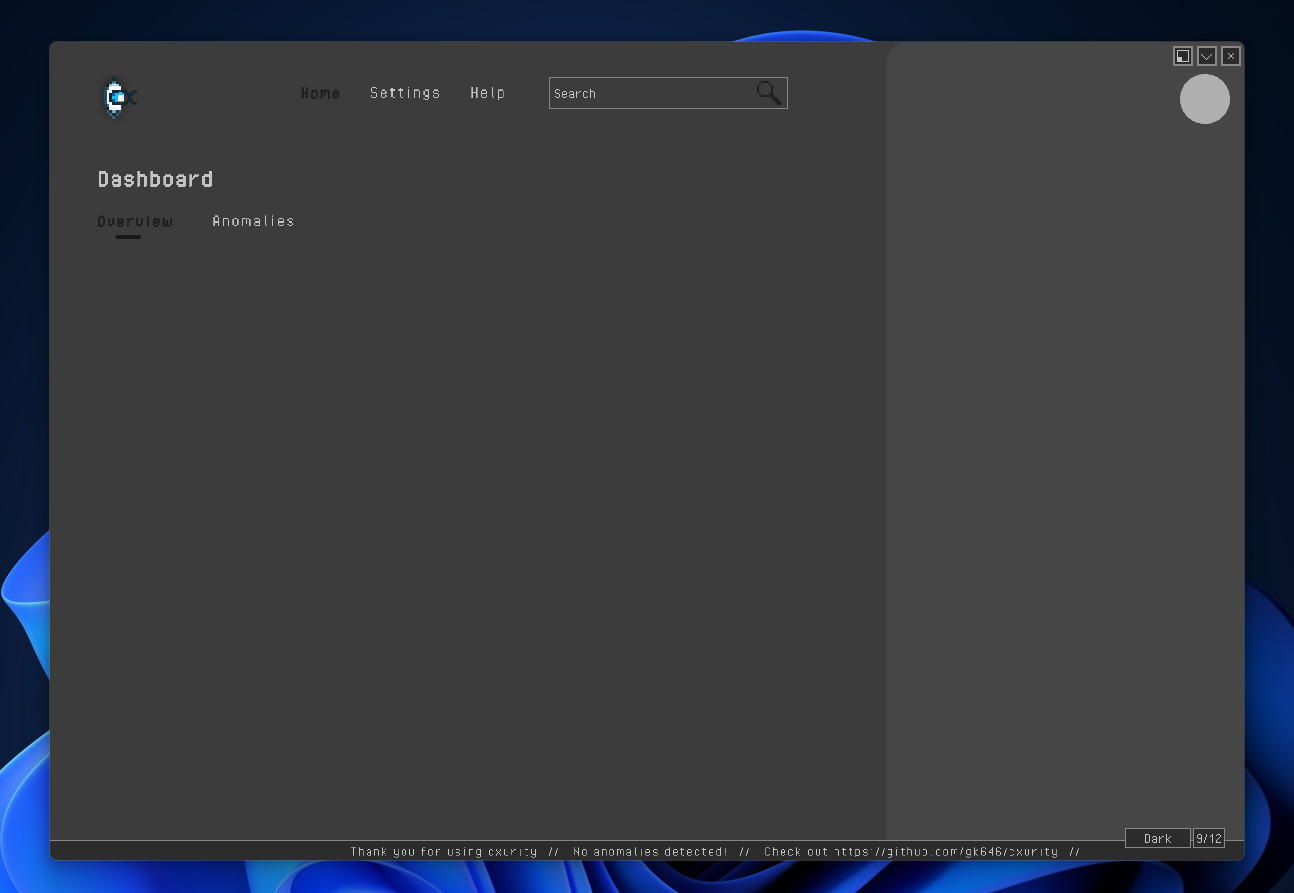 Home Settings Help Search
Dashboard
Overview Anomalies
Dark 9/12
Thank you for using cxurity // No anomalies detected! // Check out https://github.com/gk646/cxurity //